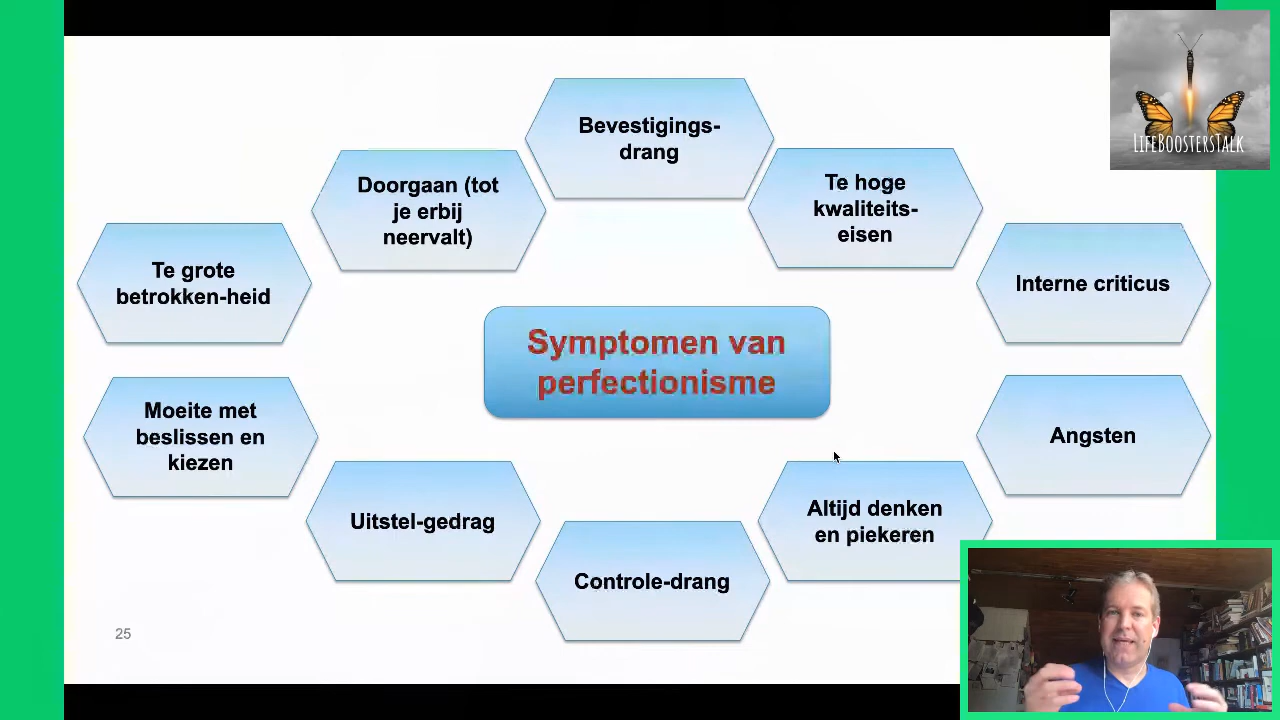 Bevestigings-
drang
Te hoge
kwaliteits-
eisen
Interne criticus
Angsten
Altijd denken
en piekeren
Controle-drang
Uitstel-gedrag
Moeite met
beslissen en
kiezen
Te grote
betrokken-heid
Doorgaan (tot
je erbij
neervalt)
Symptomen van
perfectionisme
25
LIFEBOOSTERSTALK